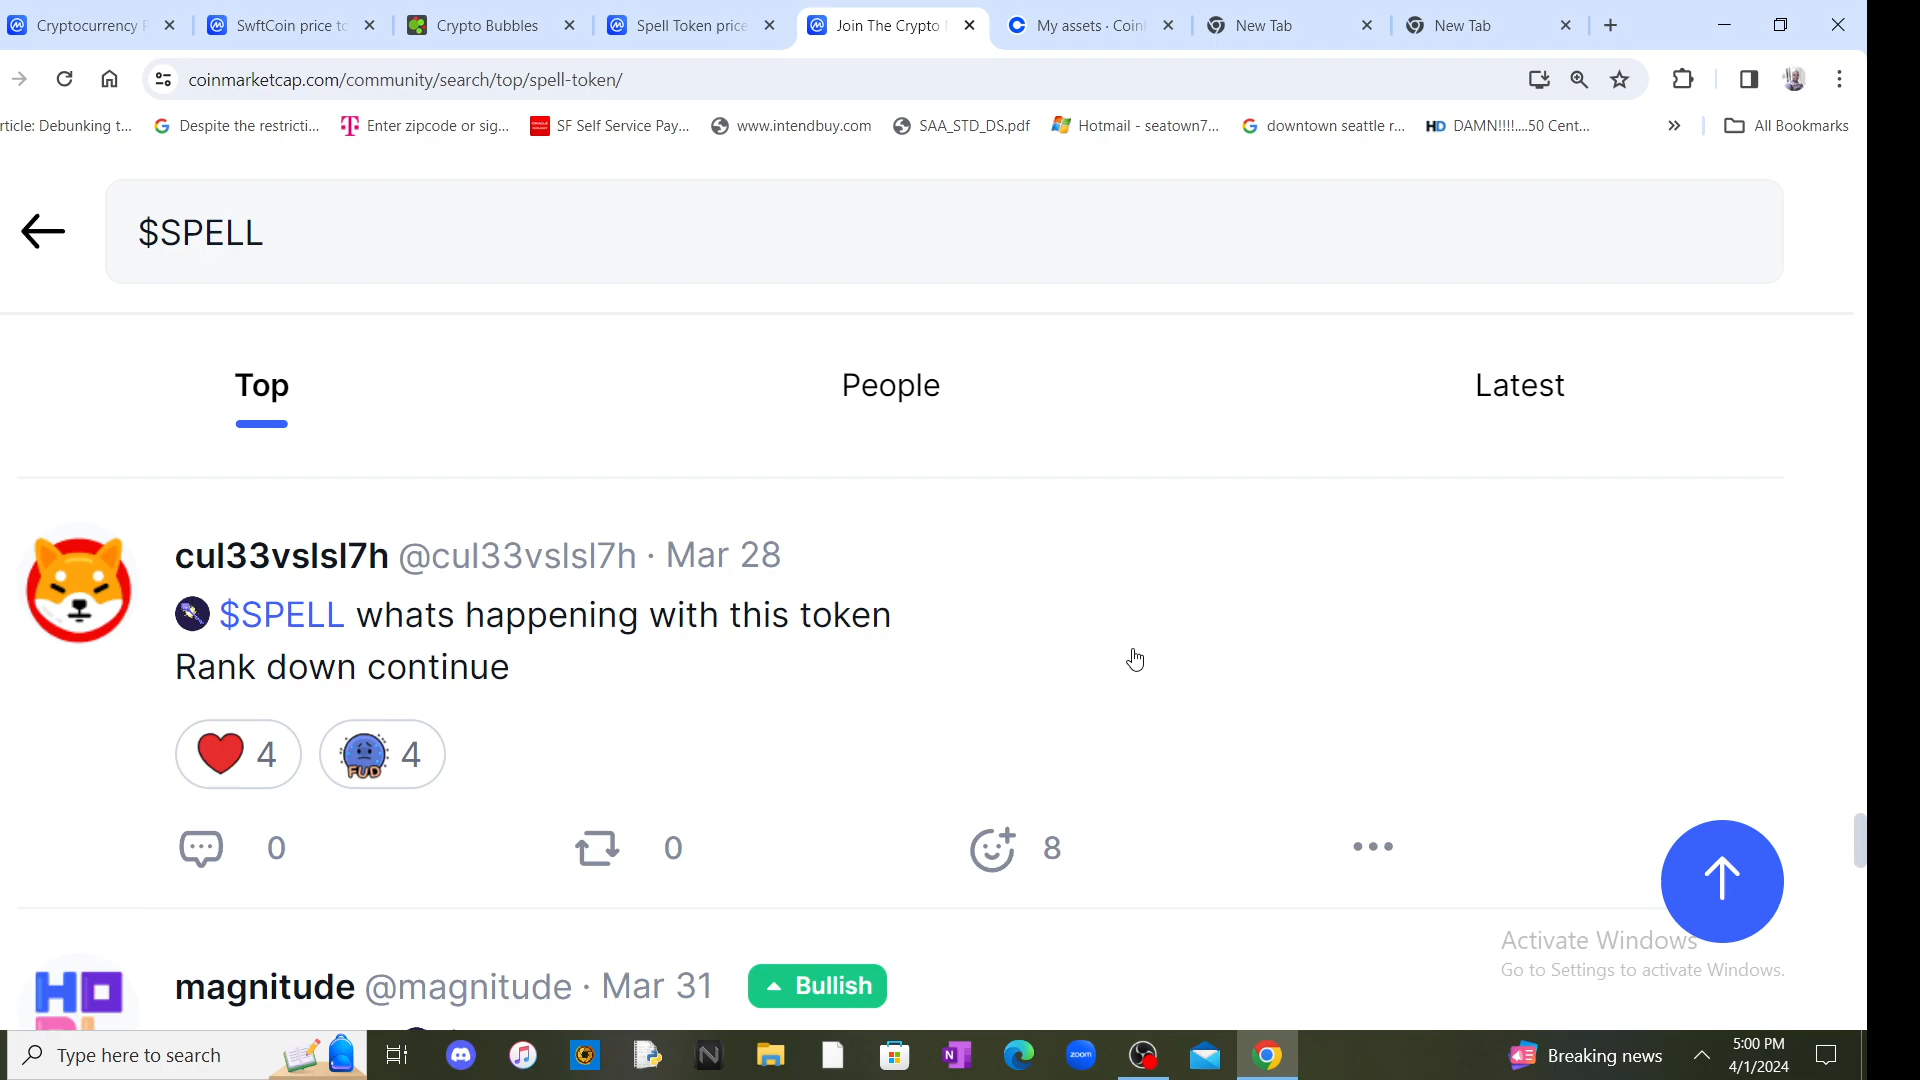 Cryptocurrency P
SwftCoin price to
Crypto Bubbles
Spell Token price
Join The Crypto
My assets · Coin
New Tab
New Tab
coinmarketcap.com/community/search/top/spell-token/
rticle: Debunking t...
Despite the restricti...
Enter zipcode or sig...
SF Self Service Pay...
www.intendbuy.com
SAA_STD_DS.pdf
Hotmail - seatown7...
downtown seattle r...
HD DAMN!!!!....50 Cent...
All Bookmarks
$SPELL
Top
People
Latest
cul33vslsl7h @cul33vslsl7h · Mar 28
$SPELL whats happening with this token
Rank down continue
4
FUD 4
0
0
8
Activate Windows
Go to Settings to activate Windows.
magnitude @magnitude · Mar 31
Bullish
Type here to search
zoom
Breaking news
5:00 PM
4/1/2024